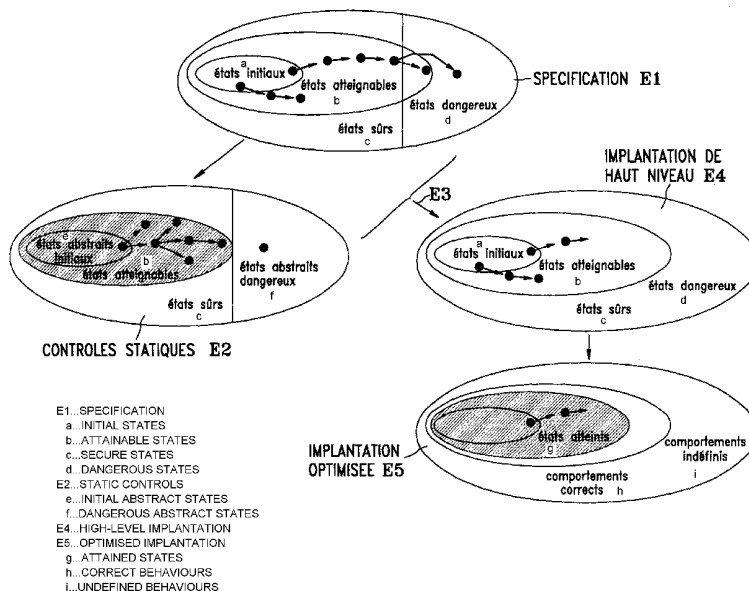 a
états initiaux
états atteignables
b
états dangereux
d
états sûrs
c
SPECIFICATION E1
E3
IMPLANTATION DE
HAUT NIVEAU E4
e
états abstraits
initiaux
b
états atteignables
états abstraits
dangereux
f
états sûrs
c
CONTROLES STATIQUES E2
a
états initiaux
états atteignables
b
états dangereux
d
états sûrs
c
états atteints
g
IMPLANTATION
OPTIMISEE E5
comportements
indéfinis
i
comportements
corrects h
E1...SPECIFICATION
a...INITIAL STATES
b...ATTAINABLE STATES
c...SECURE STATES
d...DANGEROUS STATES
E2...STATIC CONTROLS
e...INITIAL ABSTRACT STATES
f...DANGEROUS ABSTRACT STATES
E4...HIGH-LEVEL IMPLANTATION
E5...OPTIMISED IMPLANTATION
g...ATTAINED STATES
h...CORRECT BEHAVIOURS
i...UNDEFINED BEHAVIOURS